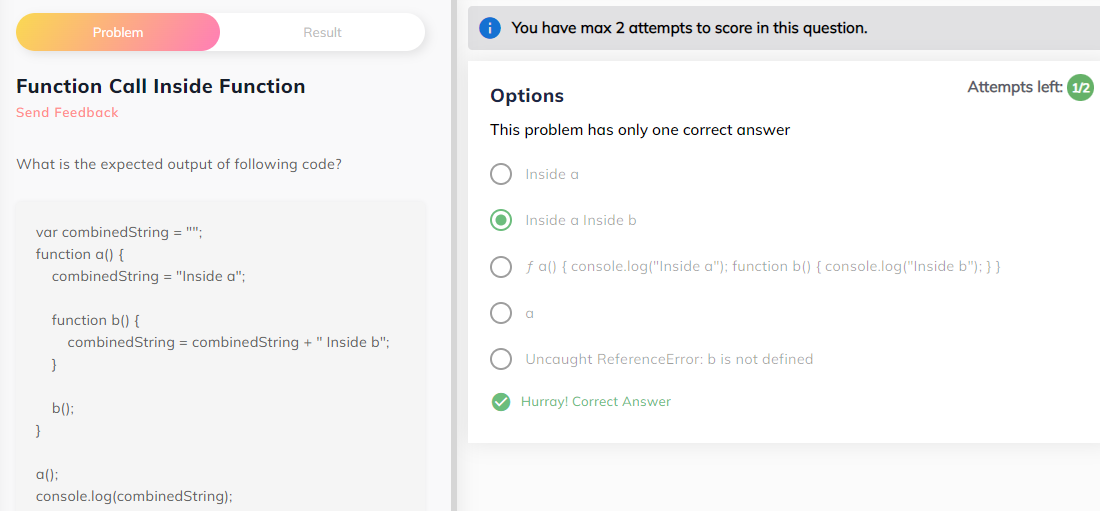 Problem
Result
Function Call Inside Function
Send Feedback
What is the expected output of following code?
var combinedString = "";
function a() {
combinedString = "Inside a";
function b() {
combinedString = combinedString + " Inside b";
}
b();
}
a();
console.log(combinedString);
You have max 2 attempts to score in this question.
Attempts left: 1/2
Options
This problem has only one correct answer
Inside a
Inside a Inside b
ƒ a() { console.log("Inside a"); function b() { console.log("Inside b"); } }
a
Uncaught ReferenceError: b is not defined
Hurray! Correct Answer